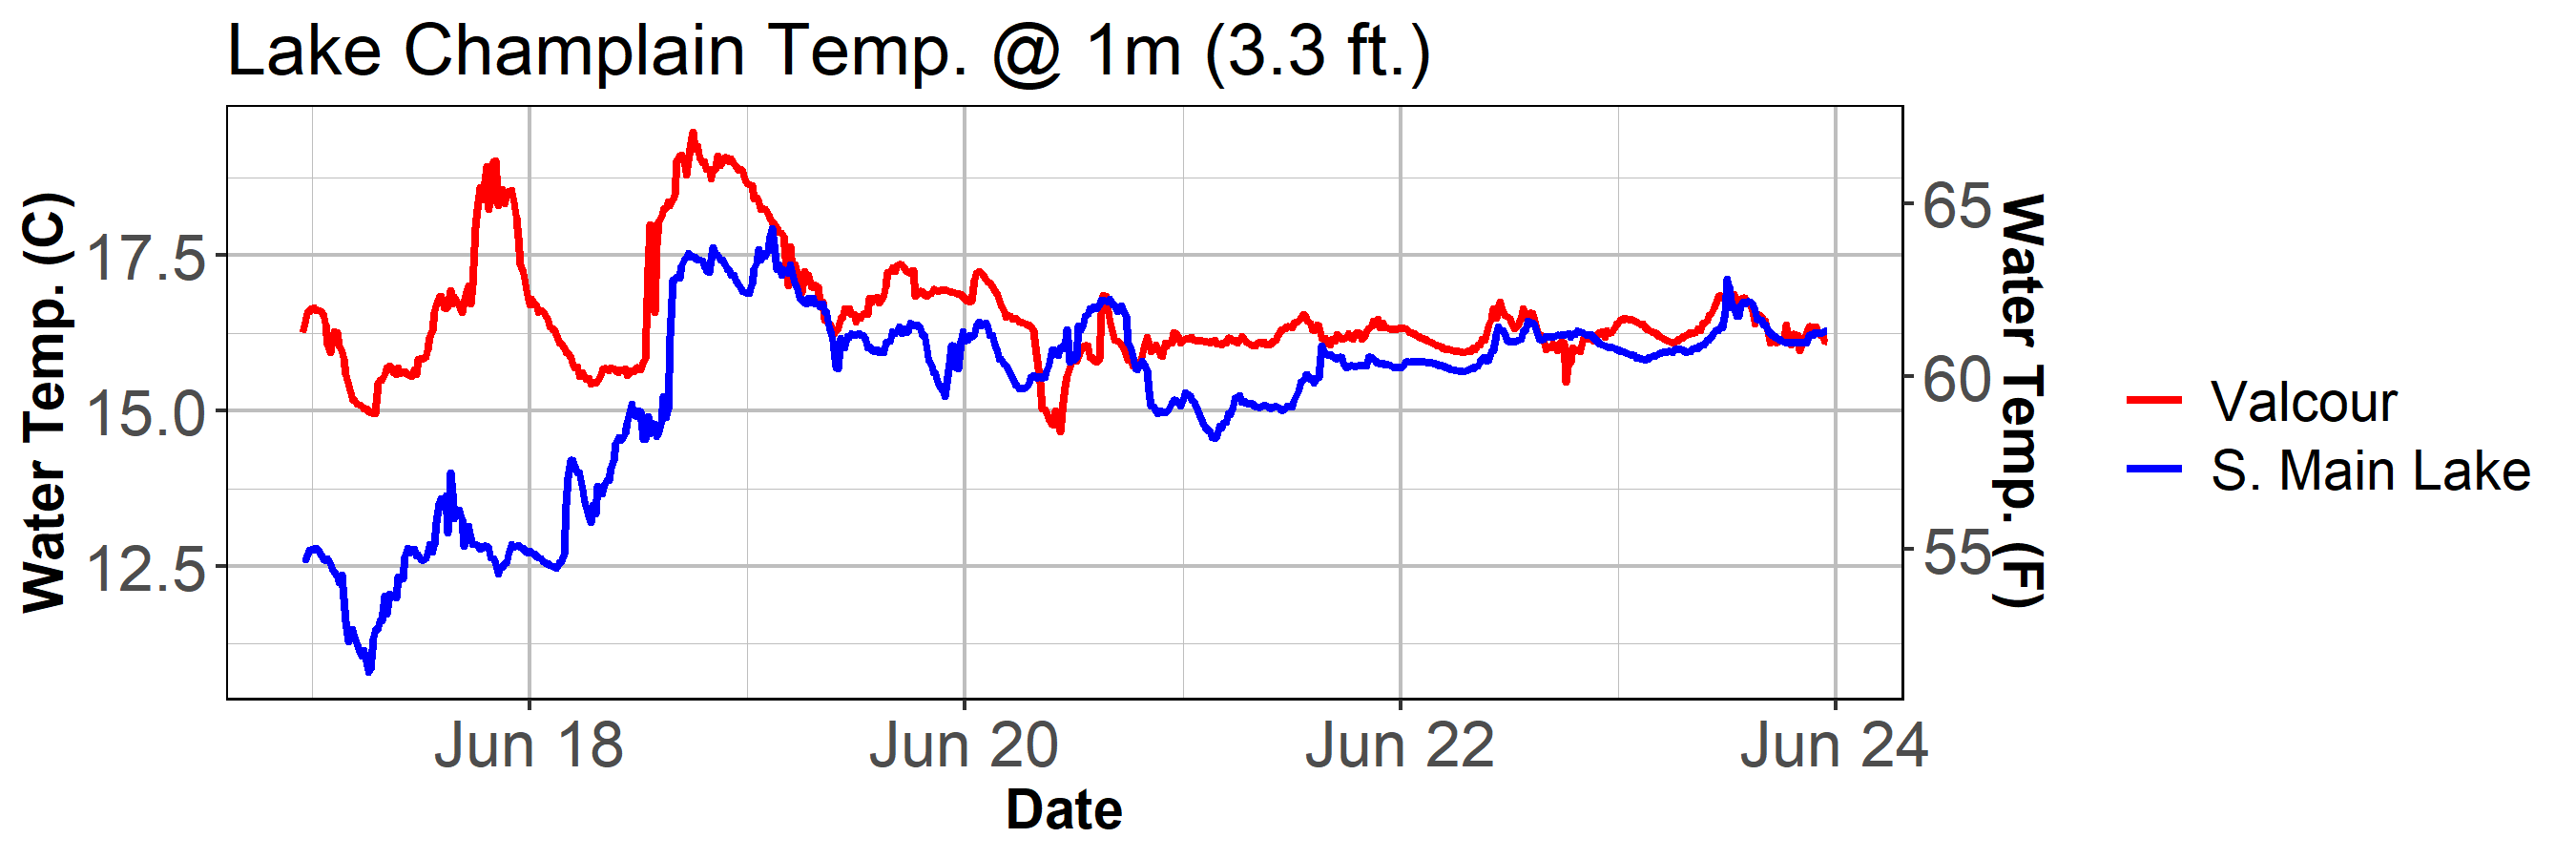 Lake Champlain Temp. @ 1m (3.3 ft.)
Water Temp. (C)
17.5
15.0
12.5
65
60
55
Water Temp. (F)
Jun 18 Jun 20 Jun 22 Jun 24
Date
Valcour
S. Main Lake